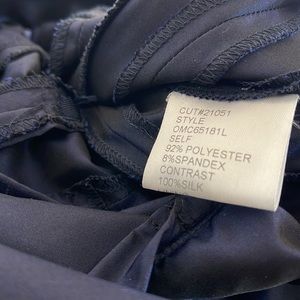 CUT#21051
STYLE
OMC65181L
SELF
92% POLYESTER
8%SPANDEX
CONTRAST
100%SILK